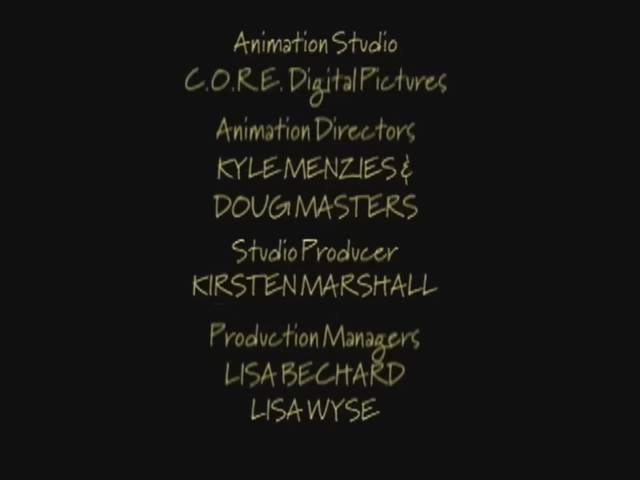 Animation Studio
C.O.R.E. Digital Pictures
Animation Directors
KYLE MENZIES &
DOUG MASTERS
Studio Producer
KIRSTEN MARSHALL
Production Managers
LISA BECHARD
LISA WYSE